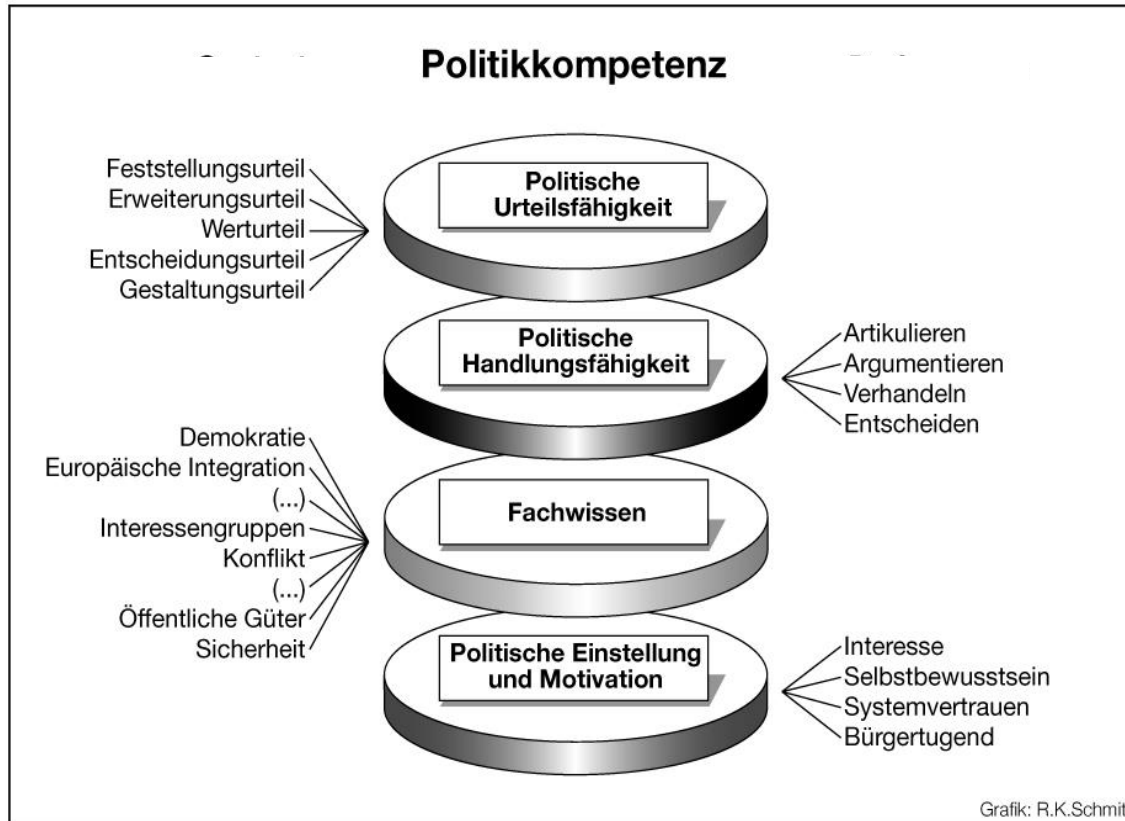 Politikkompetenz
Feststellungsurteil
Erweiterungsurteil
Werturteil
Entscheidungsurteil
Gestaltungsurteil
Politische
Urteilsfähigkeit
Politische
Handlungsfähigkeit
Artikulieren
Argumentieren
Verhandeln
Entscheiden
Demokratie
Europäische Integration
(...)
Interessengruppen
Konflikt
(...)
Öffentliche Güter
Sicherheit
Fachwissen
Politische Einstellung
und Motivation
Interesse
Selbstbewusstsein
Systemvertrauen
Bürgertugend
Grafik: R.K.Schmit